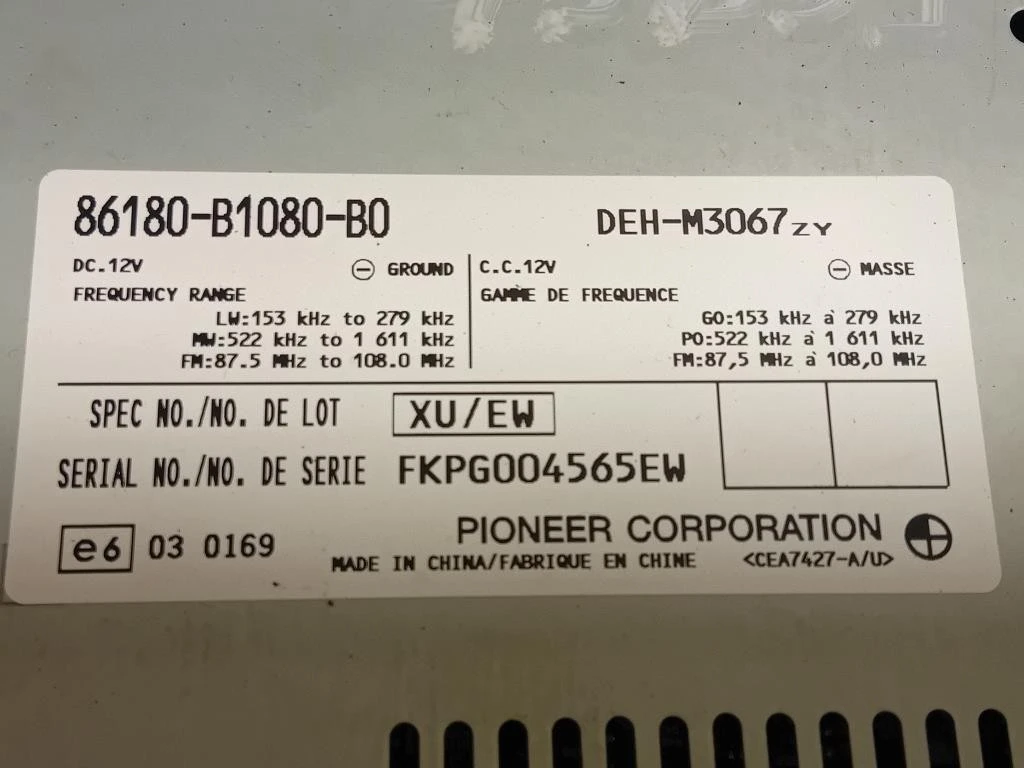 86180-B1080-B0 DEH-M3067ZY
DC.12V ⊖ GROUND C.C.12V ⊖ MASSE
FREQUENCY RANGE GAMME DE FREQUENCE
LW:153 kHz to 279 kHz GO:153 kHz à 279 kHz
MW:522 kHz to 1 611 kHz PO:522 kHz à 1 611 kHz
FM:87.5 MHz to 108.0 MHz FM:87,5 MHz à 108,0 MHz
SPEC NO./NO. DE LOT XU/EW
SERIAL NO./NO. DE SERIE FKPG004565EW
e6 03 0169 PIONEER CORPORATION
MADE IN CHINA/FABRIQUE EN CHINE <CEA7427-A/U>